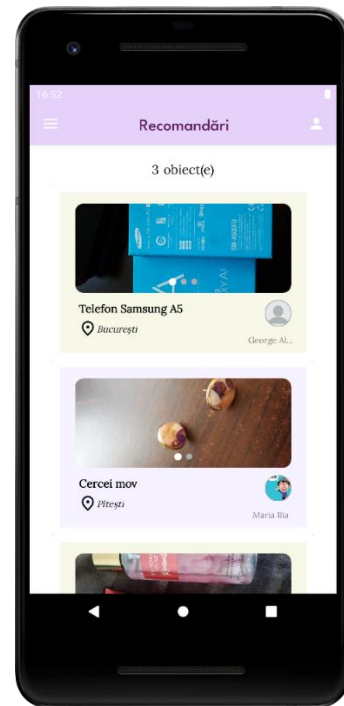 16:52
Recomandări
3 obiect(e)
Telefon Samsung A5
București
George Al...
Cercei mov
Pitești
Maria Ilia